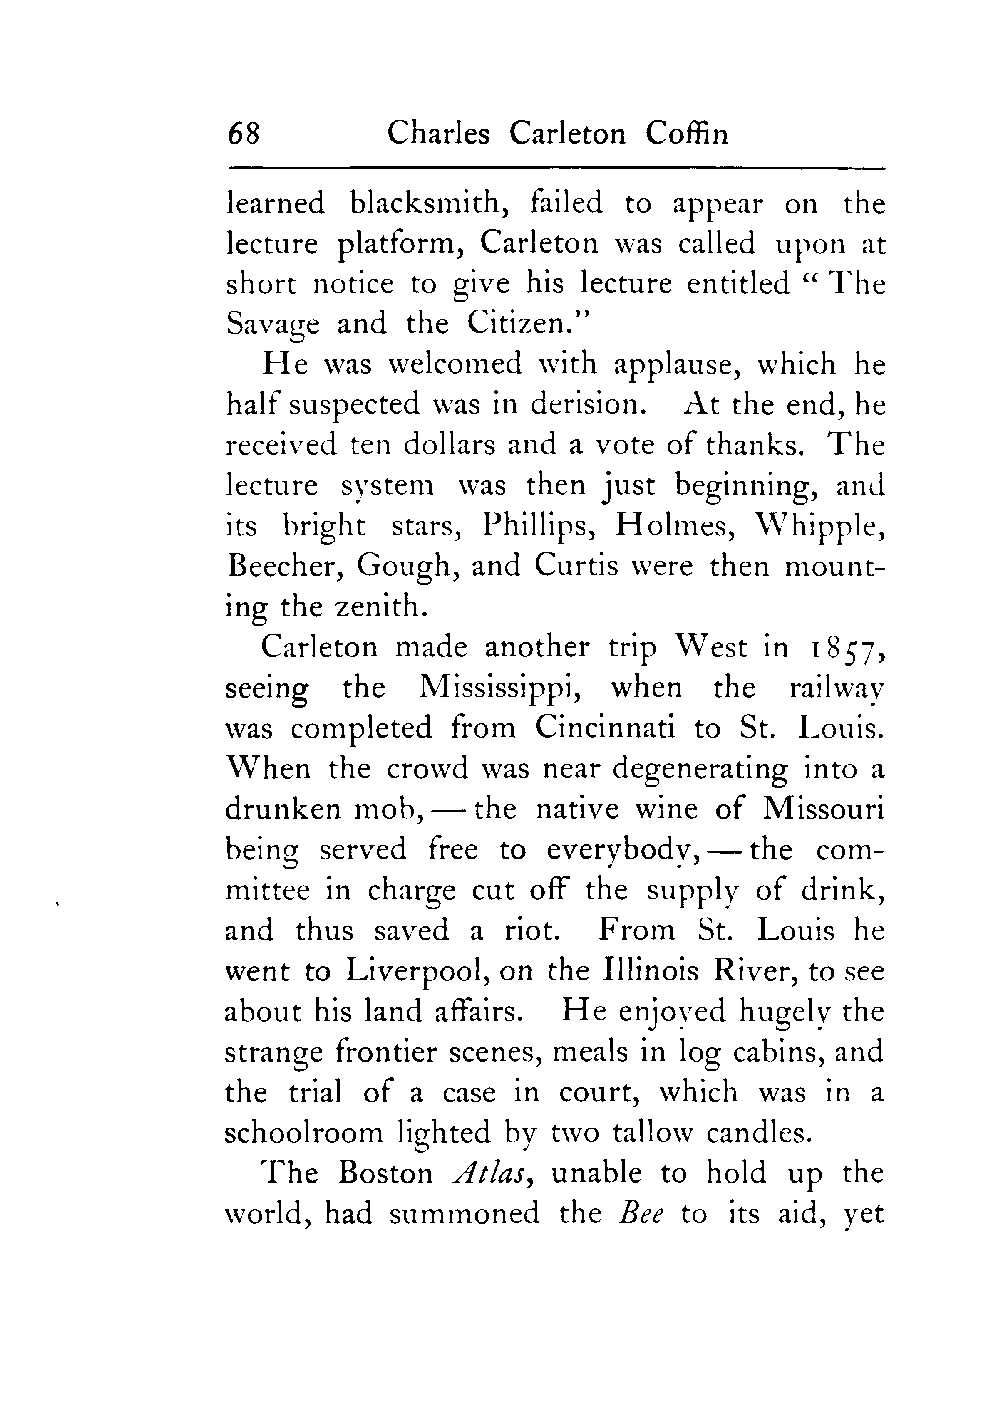 68 Charles Carleton Coffin
learned blacksmith, failed to appear on the
lecture platform, Carleton was called upon at
short notice to give his lecture entitled “ The
Savage and the Citizen.”
He was welcomed with applause, which he
half suspected was in derision. At the end, he
received ten dollars and a vote of thanks. The
lecture system was then just beginning, and
its bright stars, Phillips, Holmes, Whipple,
Beecher, Gough, and Curtis were then mount-
ing the zenith.
Carleton made another trip West in 1857,
seeing the Mississippi, when the railway
was completed from Cincinnati to St. Louis.
When the crowd was near degenerating into a
drunken mob, — the native wine of Missouri
being served free to everybody, — the com-
mittee in charge cut off the supply of drink,
and thus saved a riot. From St. Louis he
went to Liverpool, on the Illinois River, to see
about his land affairs. He enjoyed hugely the
strange frontier scenes, meals in log cabins, and
the trial of a case in court, which was in a
schoolroom lighted by two tallow candles.
The Boston Atlas, unable to hold up the
world, had summoned the Bee to its aid, yet